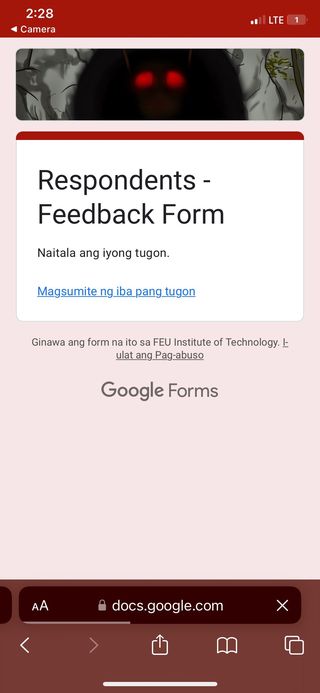 2:28
LTE
1
◀ Camera
Respondents -
Feedback Form
Naitala ang iyong tugon.
Magsumite ng iba pang tugon
Ginawa ang form na ito sa FEU Institute of Technology. I-
ulat ang Pag-abuso
Google Forms
AA
docs.google.com